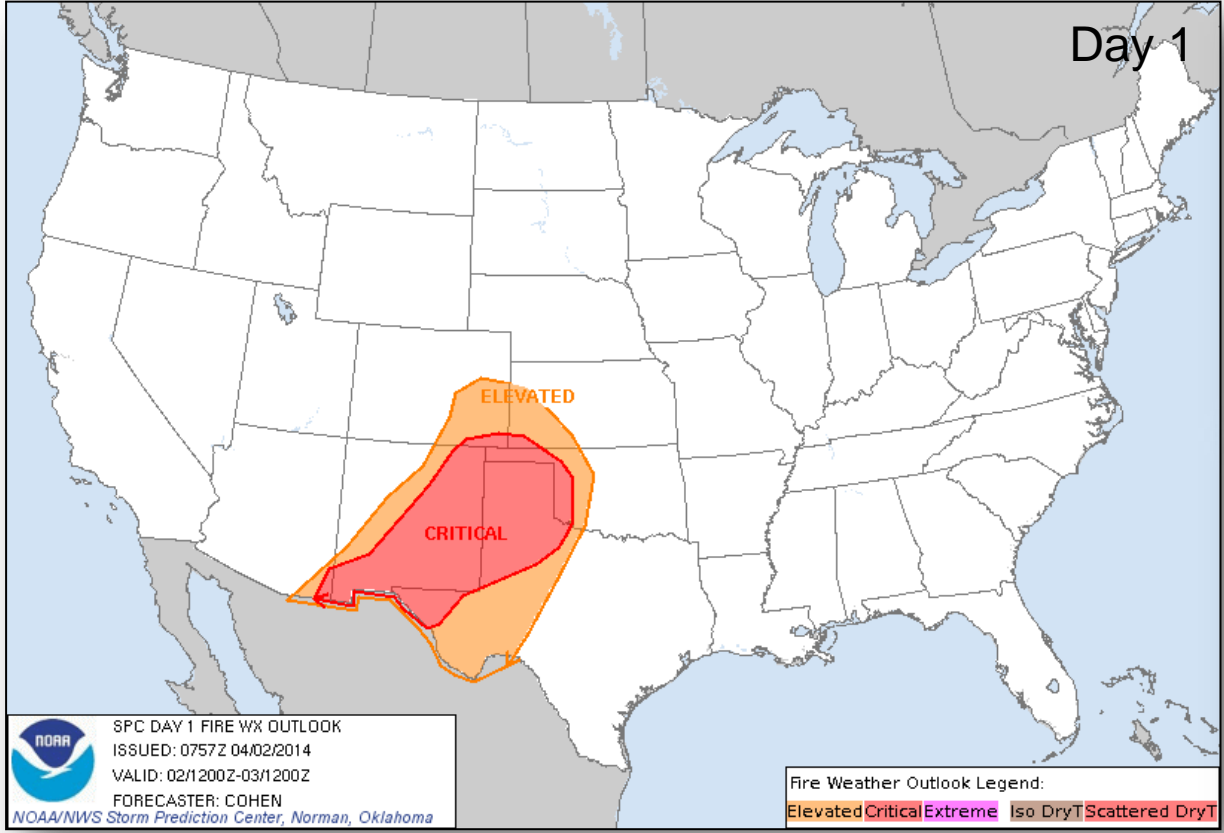 Day 1
ELEVATED
CRITICAL
NOAA
SPC DAY 1 FIRE WX OUTLOOK
ISSUED: 0757Z 04/02/2014
VALID: 02/1200Z-03/1200Z
FORECASTER: COHEN
NOAA/NWS Storm Prediction Center, Norman, Oklahoma
Fire Weather Outlook Legend:
Elevated Critical Extreme Iso DryT Scattered DryT